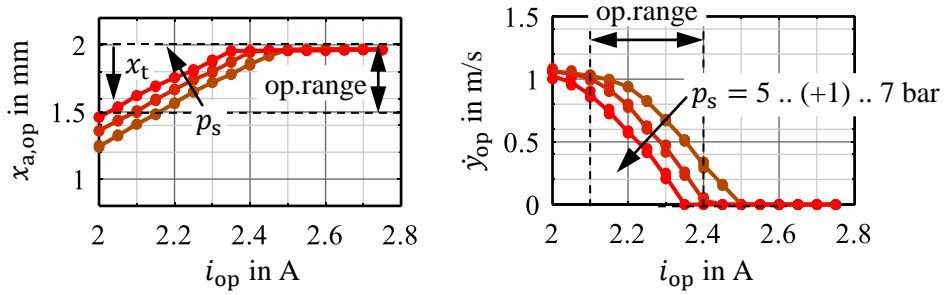 2
1.5
1
x_a,op in mm
x_t
p_s
op.range
2
2.2
2.4
2.6
2.8
i_op in A
1.5
1
0.5
0
ẏ_op in m/s
op.range
p_s = 5 .. (+1) .. 7 bar
2
2.2
2.4
2.6
2.8
i_op in A